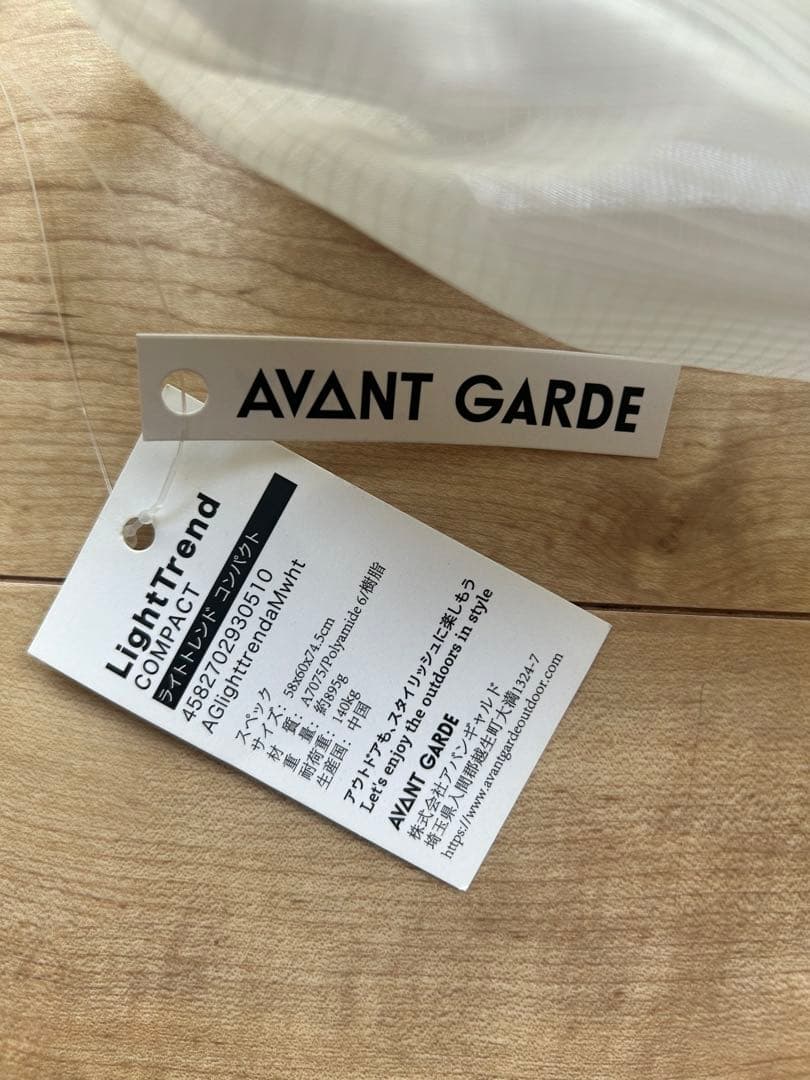 AVANT GARDE
LightTrend
COMPACT
ライトトレンド コンパクト
4582702930510
AGlighttrendaMwht
スペック
サイズ: 58x60x74.5cm
材 質: A7075/Polyamide 6/樹脂
重 量: 約895g
耐荷重: 140kg
生産国: 中国
アウトドアも、スタイリッシュに楽しもう
Let's enjoy the outdoors in style
AVANT GARDE
株式会社アバンギャルド
埼玉県入間郡越生町大満1324-7
https://www.avantgardeoutdoor.com